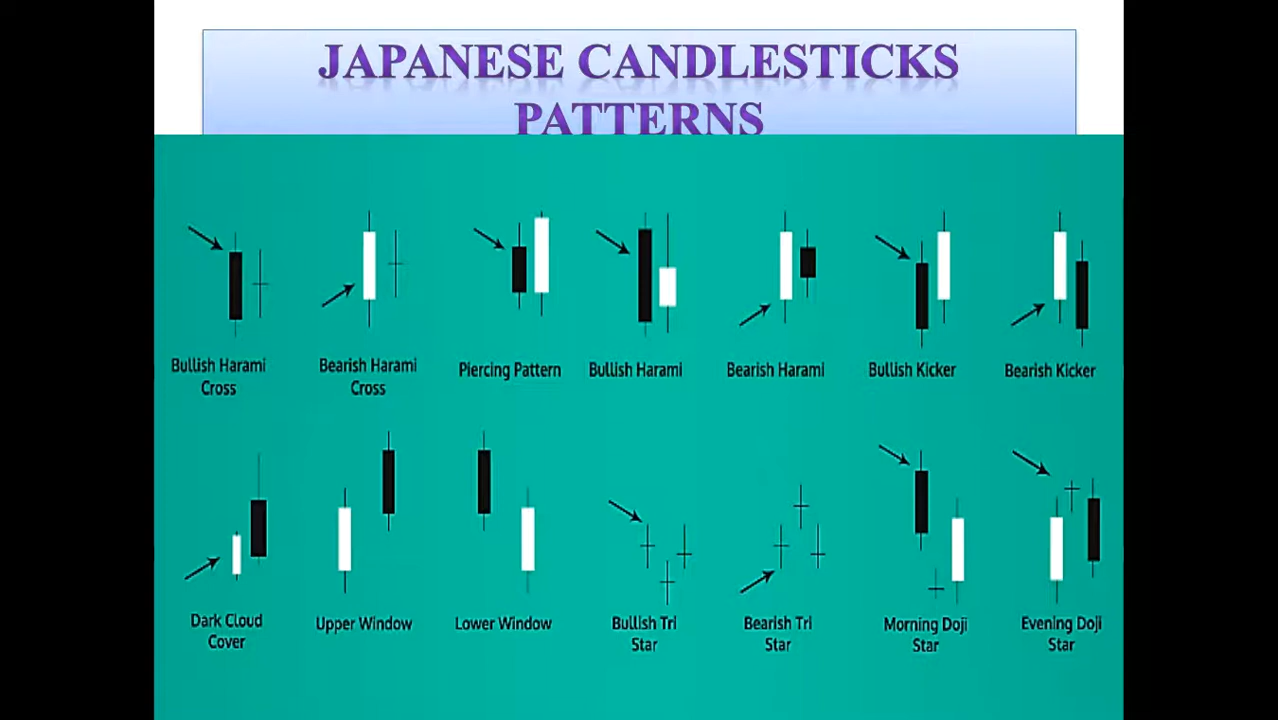 JAPANESE CANDLESTICKS
PATTERNS
Bullish Harami
Cross
Bearish Harami
Cross
Piercing Pattern
Bullish Harami
Bearish Harami
Bullish Kicker
Bearish Kicker
Dark Cloud
Cover
Upper Window
Lower Window
Bullish Tri
Star
Bearish Tri
Star
Morning Doji
Star
Evening Doji
Star